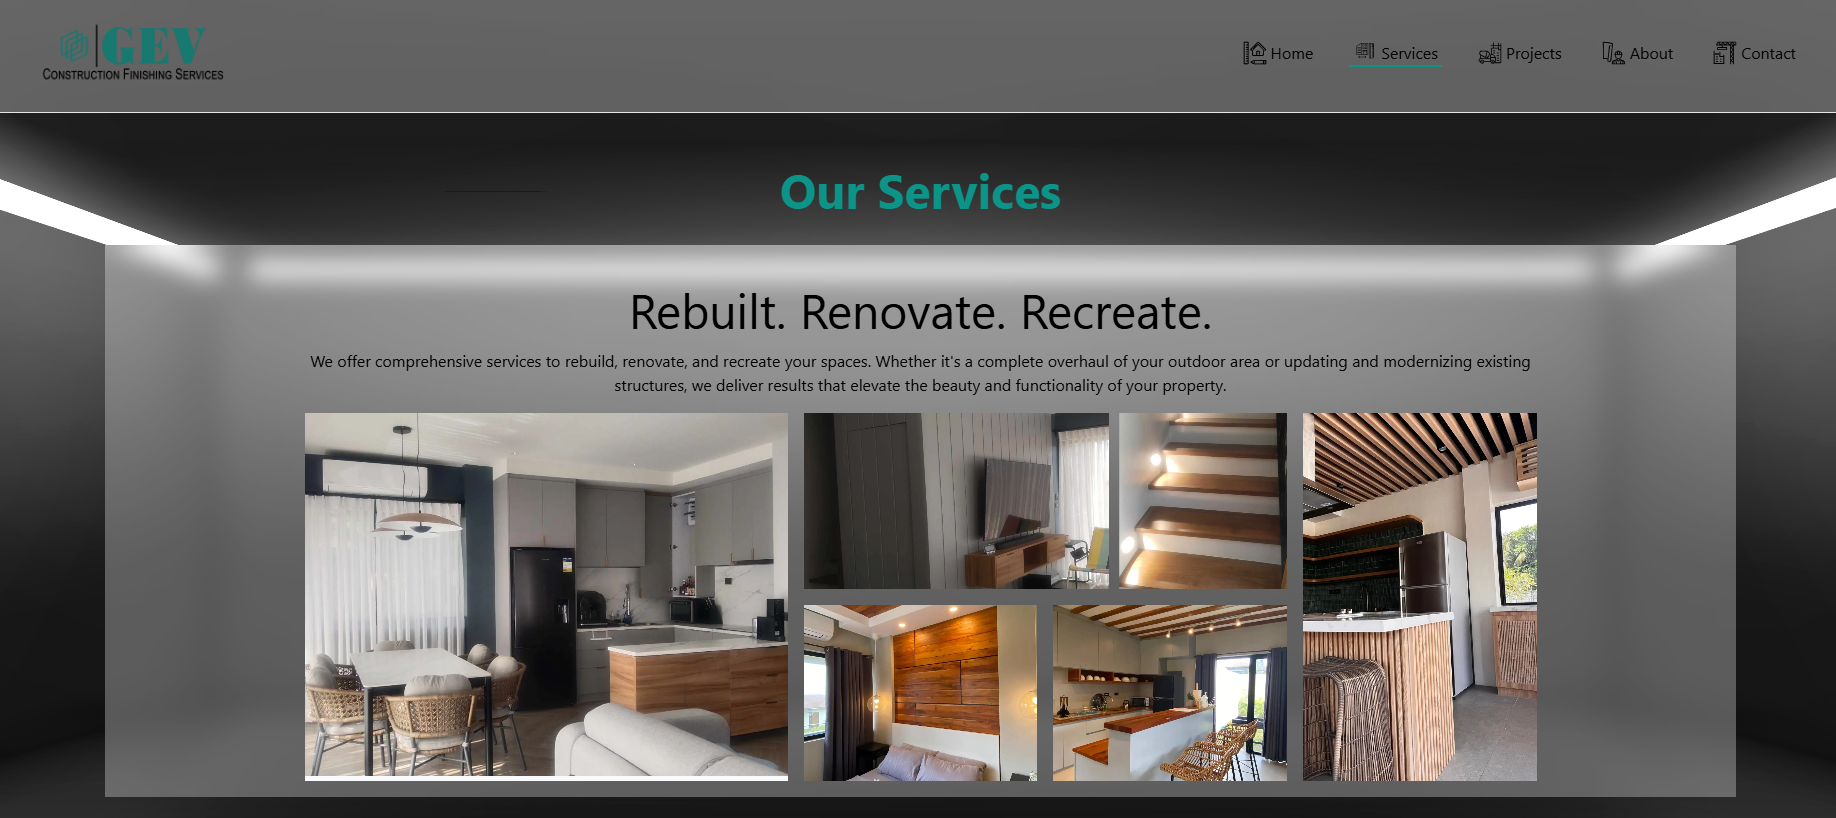 GEV
CONSTRUCTION FINISHING SERVICES
Home
Services
Projects
About
Contact
Our Services
Rebuilt. Renovate. Recreate.
We offer comprehensive services to rebuild, renovate, and recreate your spaces. Whether it's a complete overhaul of your outdoor area or updating and modernizing existing
structures, we deliver results that elevate the beauty and functionality of your property.